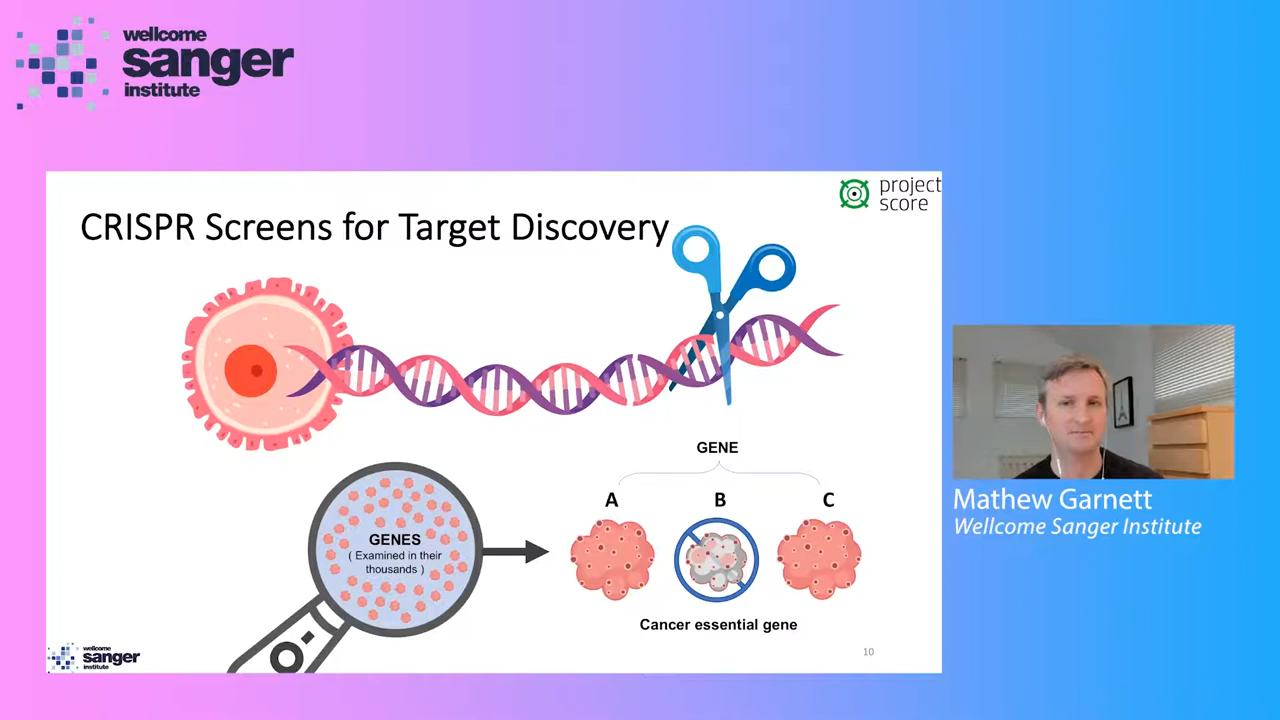 wellcome
sanger
institute
project
score
CRISPR Screens for Target Discovery
GENE
A B C
GENES
( Examined in their
thousands )
Cancer essential gene
10
wellcome
sanger
institute
Mathew Garnett
Wellcome Sanger Institute